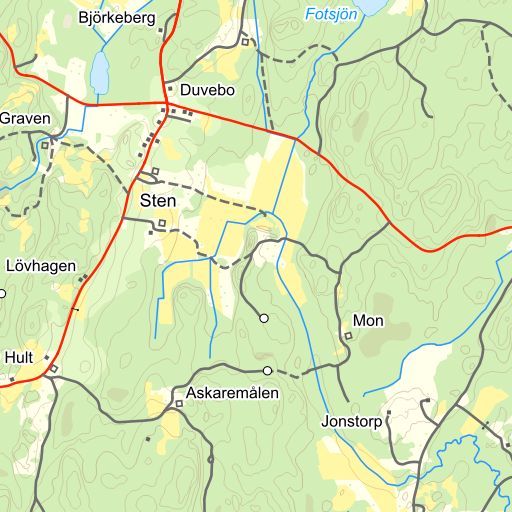 Fotsjön
Björkeberg
Duvebo
Graven
Sten
Lövhagen
Mon
Hult
Askaremålen
Jonstorp